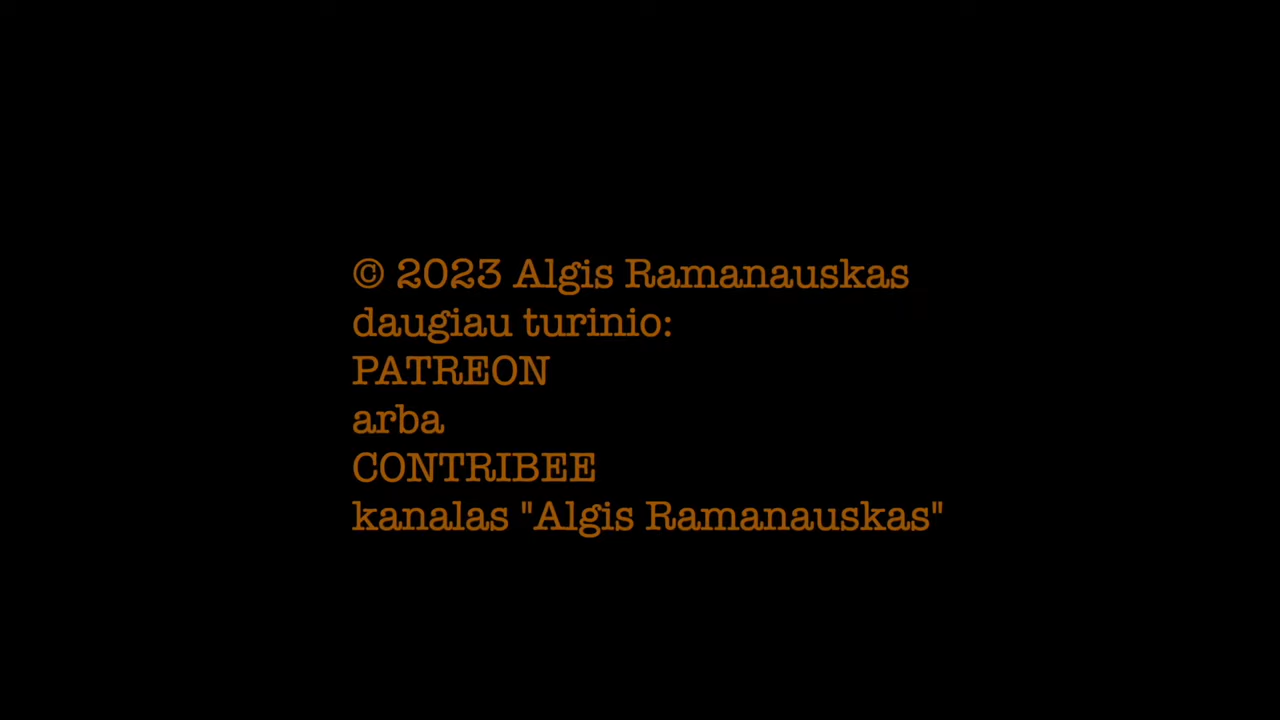 © 2023 Algis Ramanauskas
daugiau turinio:
PATREON
arba
CONTRIBEE
kanalas "Algis Ramanauskas"